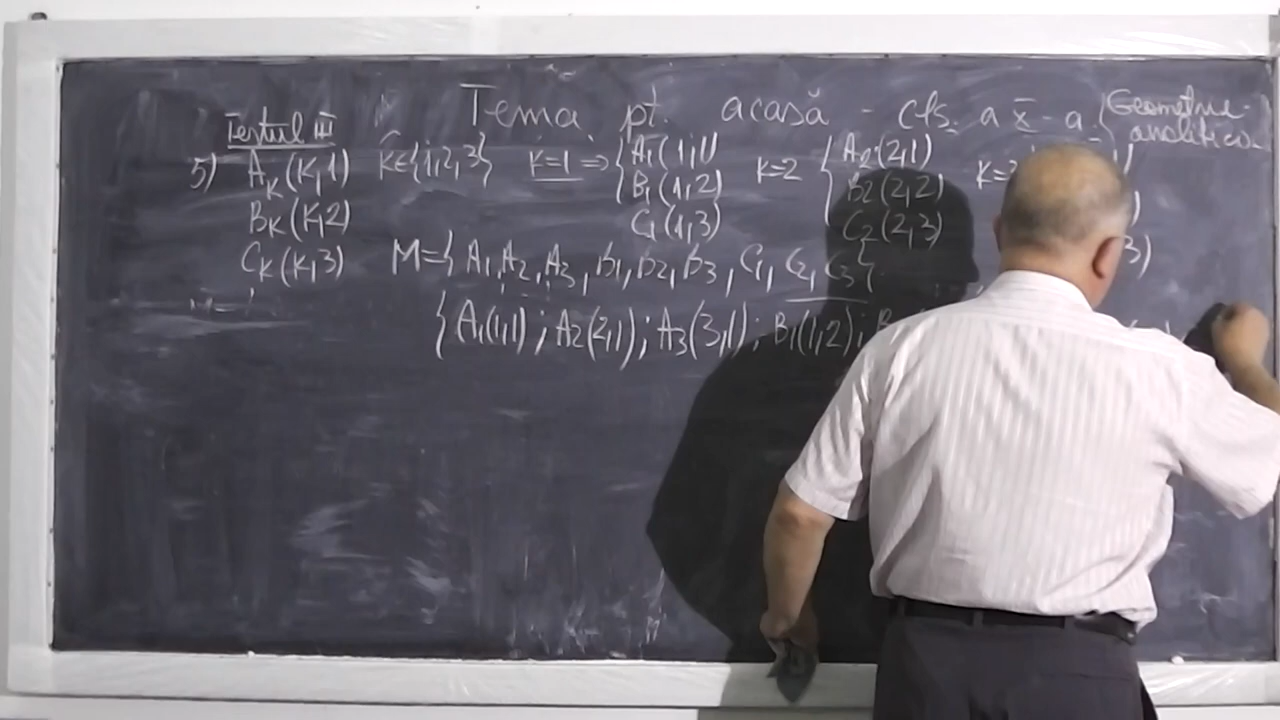 Tema pt. acasă - cls. a X-a { Geometrie analitică
Testul III
5) A_k(k,1) k∈{1,2,3} k=1 ⇒ { A₁(1,1) k=2 { A₂(2,1) k=
B_k(k,2) B₁(1,2) B₂(2,2)
C_k(k,3) C₁(1,3) C₂(2,3) 3)
M={ A₁, A₂, A₃, B₁, B₂, B₃, C₁, C₂, C₃ }
{ A₁(1,1) ; A₂(2,1) ; A₃(3,1) ; B₁(1,2) ;